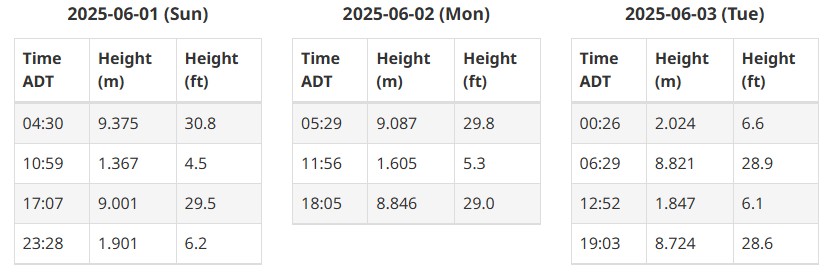 2025-06-01 (Sun)
Time ADT Height (m) Height (ft)
04:30 9.375 30.8
10:59 1.367 4.5
17:07 9.001 29.5
23:28 1.901 6.2
2025-06-02 (Mon)
Time ADT Height (m) Height (ft)
05:29 9.087 29.8
11:56 1.605 5.3
18:05 8.846 29.0
2025-06-03 (Tue)
Time ADT Height (m) Height (ft)
00:26 2.024 6.6
06:29 8.821 28.9
12:52 1.847 6.1
19:03 8.724 28.6